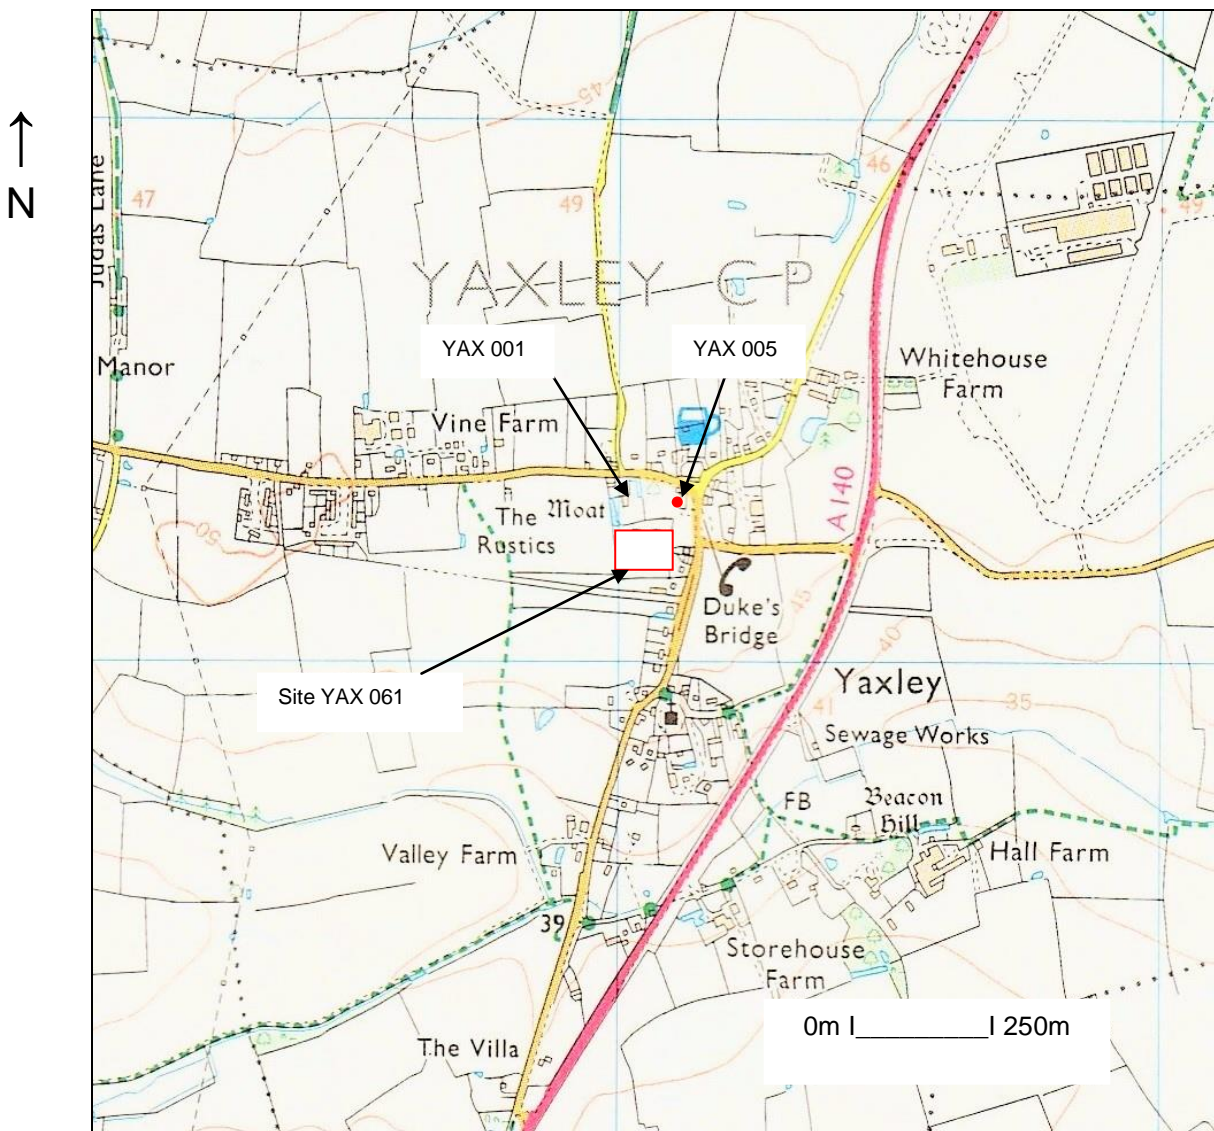 45
46
N
Judas Lane
47
49
49
YAXLEY CP
YAX 001
YAX 005
Manor
Whitehouse
Farm
Vine Farm
A140
The
Rustics
Moat
50
Duke's
Bridge
45
40
Site YAX 061
Yaxley
41
35
Sewage Works
FB
Beacon
Hill
Valley Farm
Hall Farm
39
Storehouse
Farm
0m I__________I 250m
The Villa